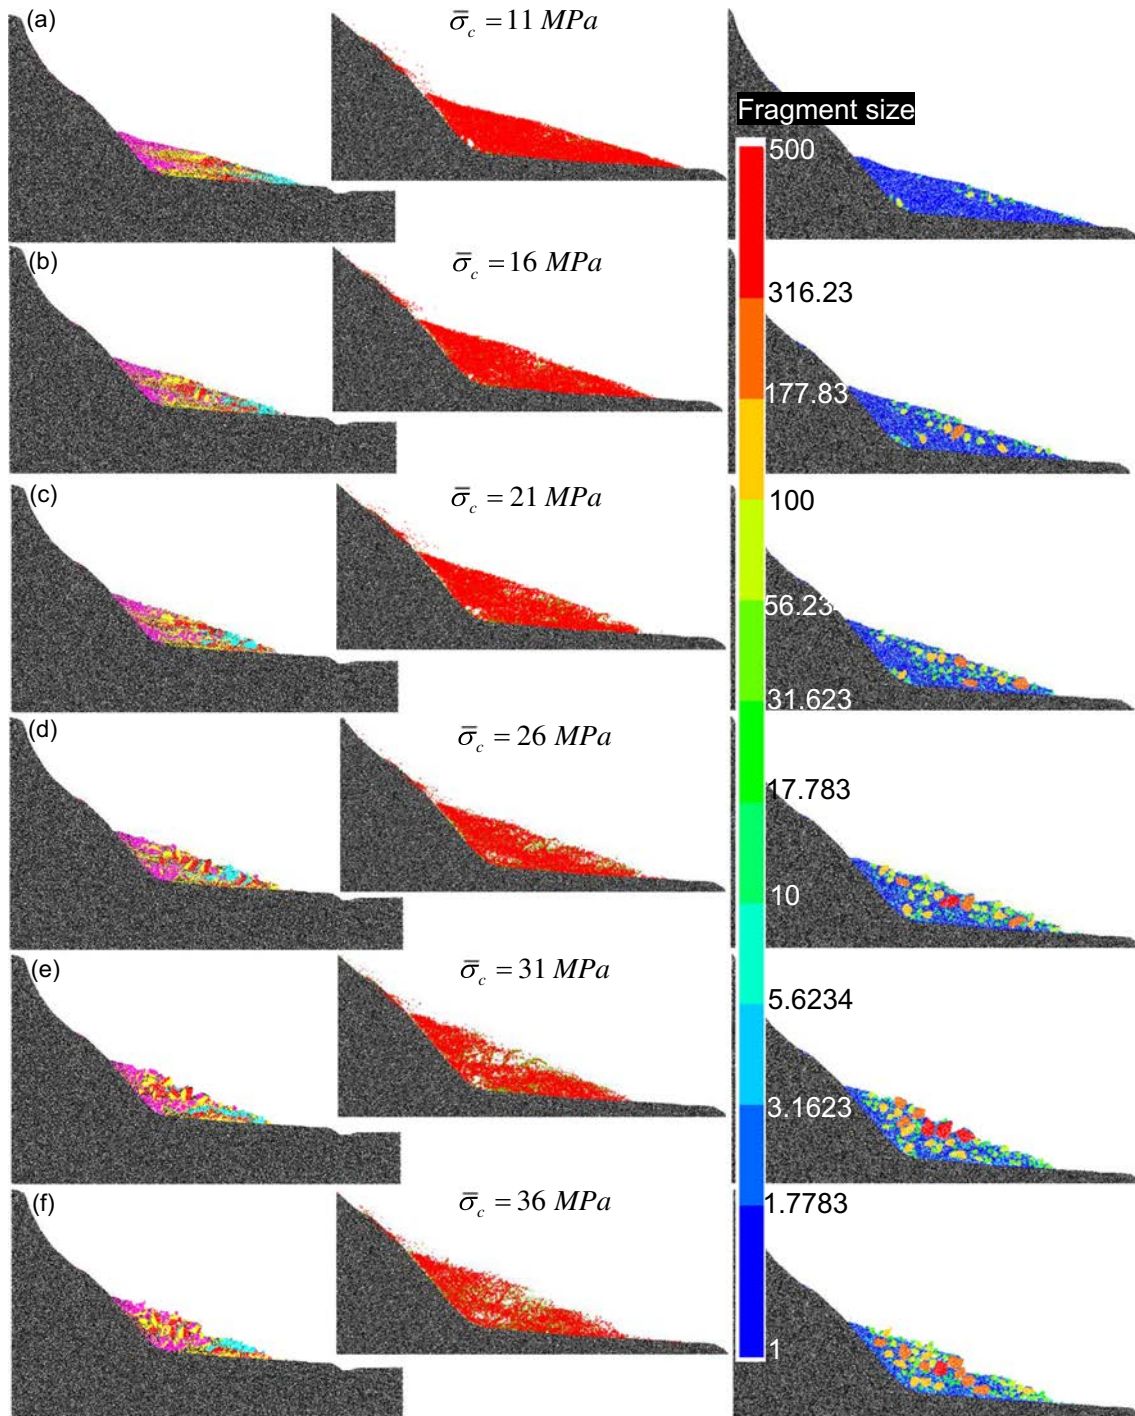 (a)
σ̄c = 11 MPa
Fragment size
500
(b)
σ̄c = 16 MPa
316.23
177.83
(c)
σ̄c = 21 MPa
100
56.234
31.623
(d)
σ̄c = 26 MPa
17.783
10
(e)
σ̄c = 31 MPa
5.6234
3.1623
(f)
σ̄c = 36 MPa
1.7783
1